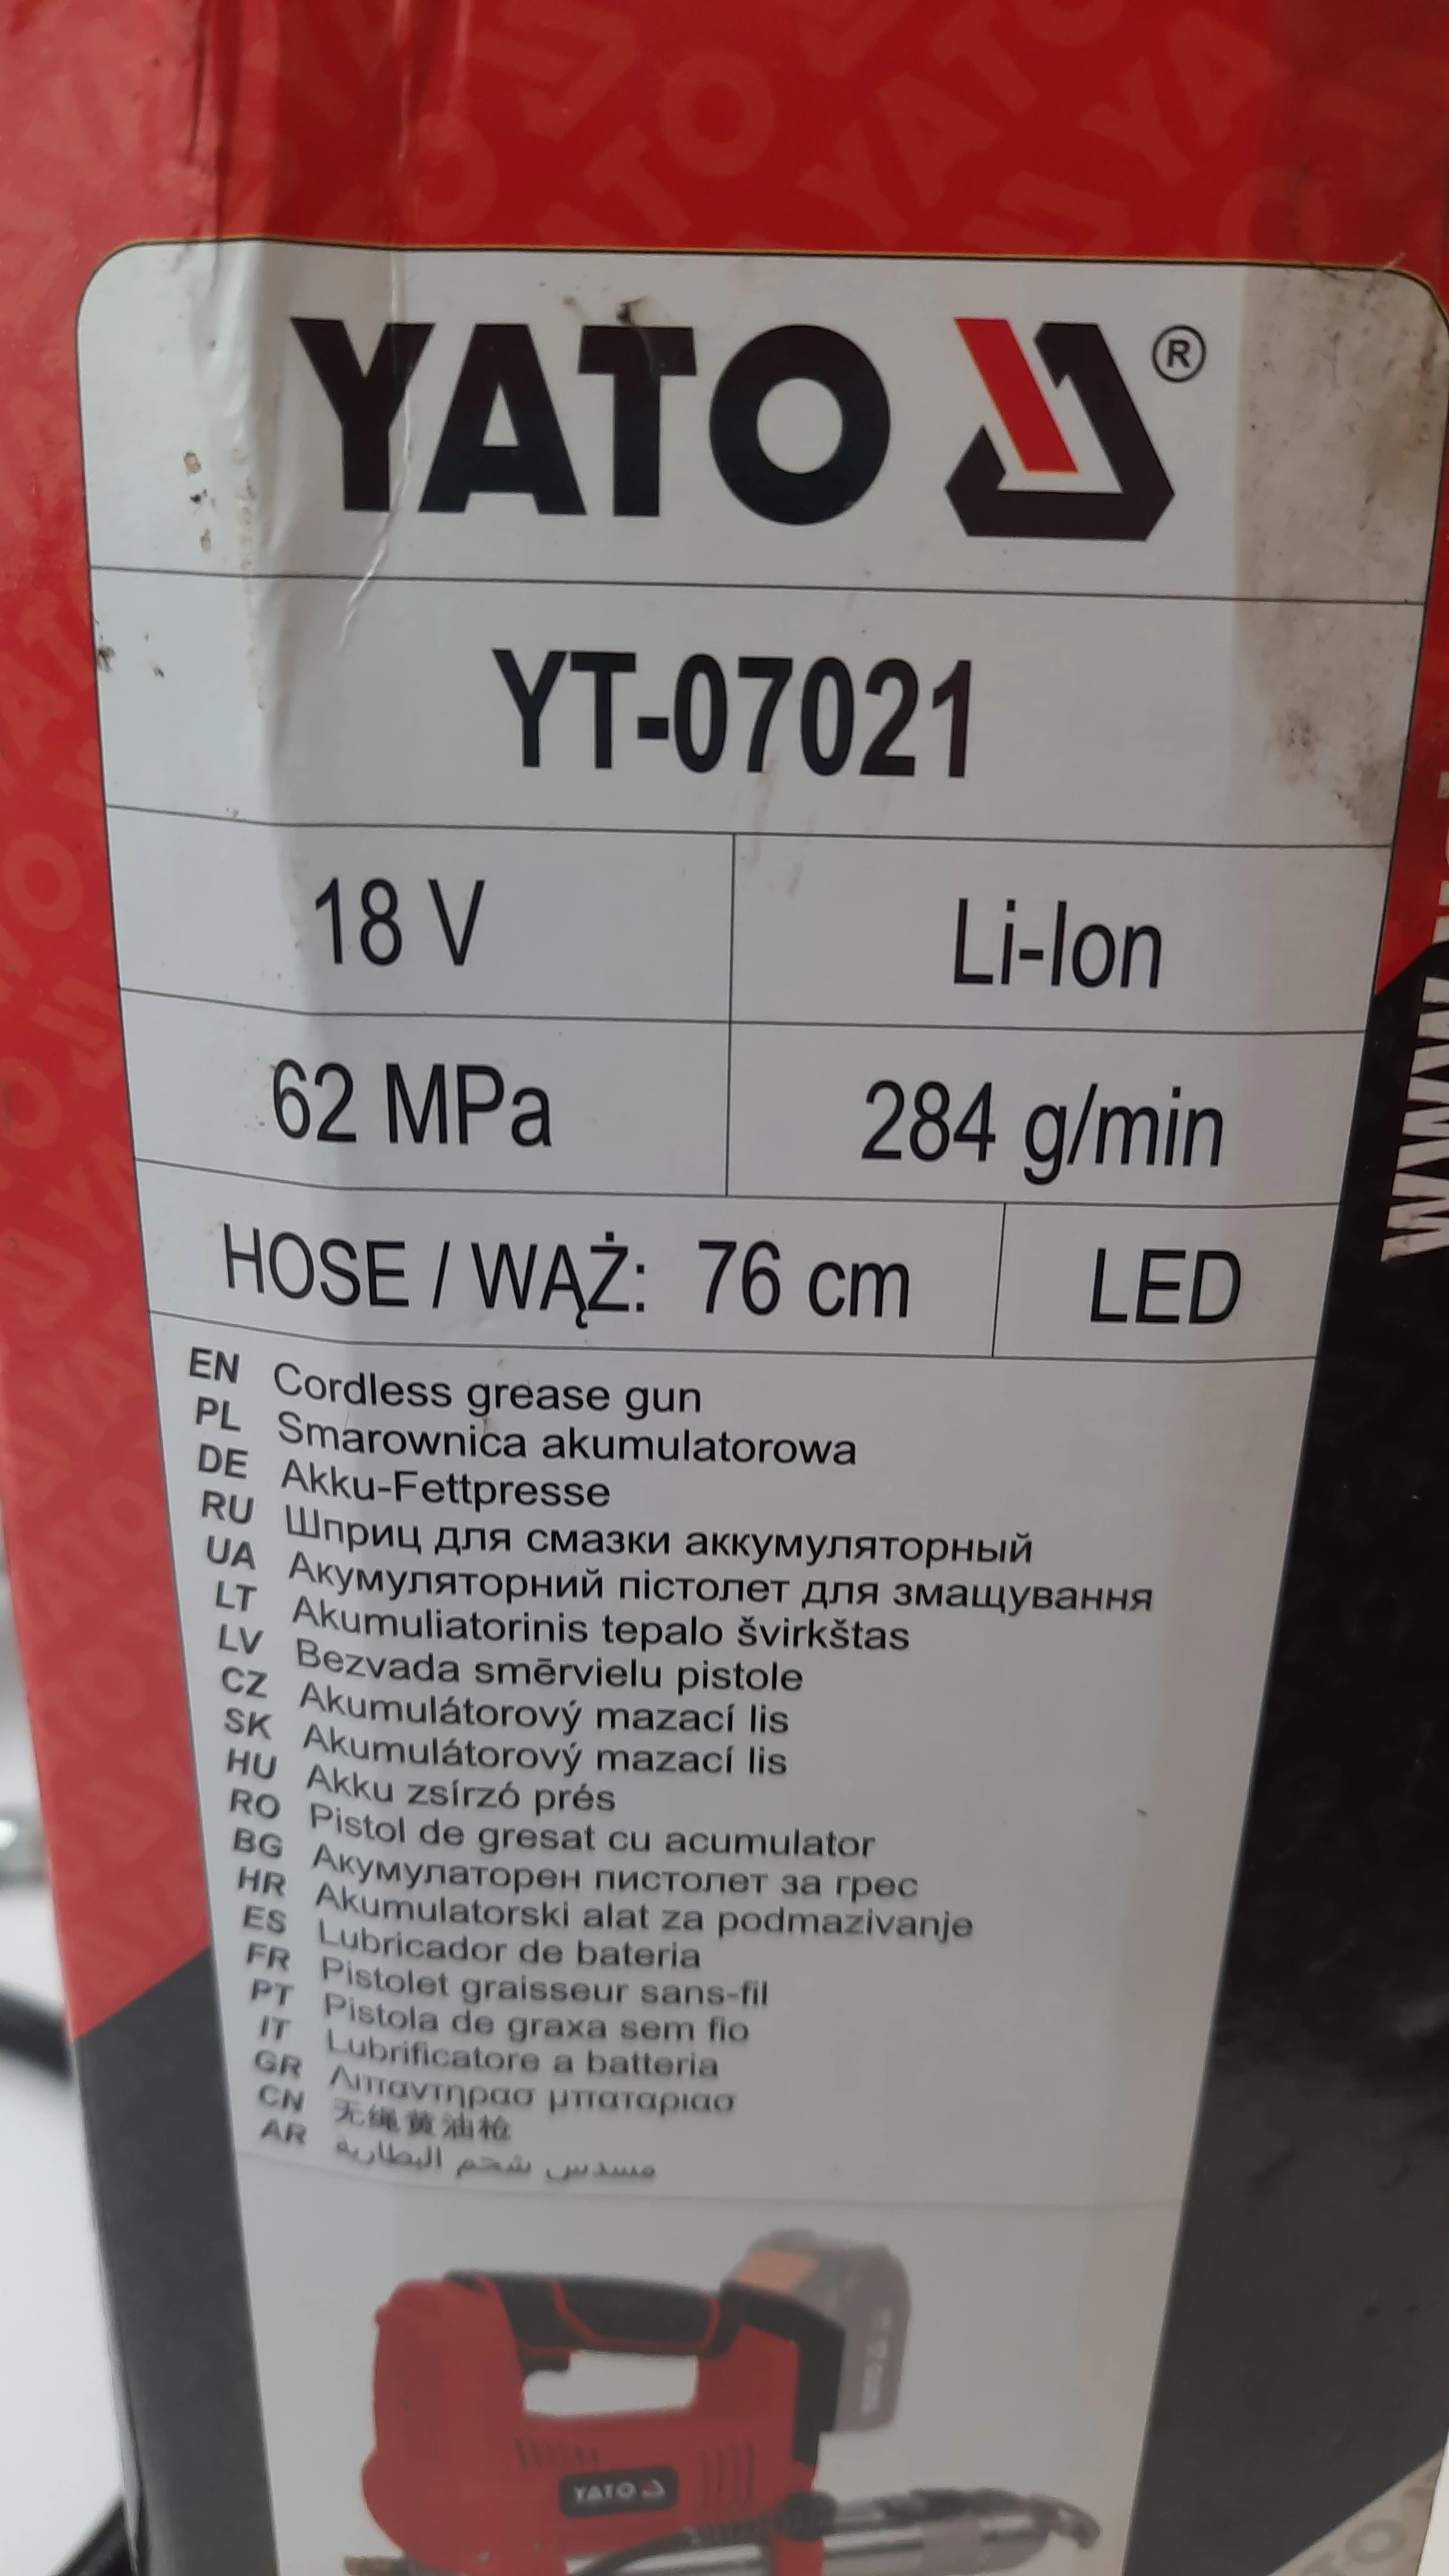 YATO ®
YT-07021
18 V Li-Ion
62 MPa 284 g/min
HOSE / WĄŻ: 76 cm LED
EN Cordless grease gun
PL Smarownica akumulatorowa
DE Akku-Fettpresse
RU Шприц для смазки аккумуляторный
UA Акумуляторний пістолет для змащування
LT Akumuliatorinis tepalo švirkštas
LV Bezvada smērvielu pistole
CZ Akumulátorový mazací lis
SK Akumulátorový mazací lis
HU Akku zsírzó prés
RO Pistol de gresat cu acumulator
BG Акумулаторен пистолет за грес
HR Akumulatorski alat za podmazivanje
ES Lubricador de bateria
FR Pistolet graisseur sans-fil
PT Pistola de graxa sem fio
IT Lubrificatore a batteria
GR Λιπαντηρασ μπαταριασ
CN 无绳黄油枪
AR مسدس شحم البطارية
YATO
www